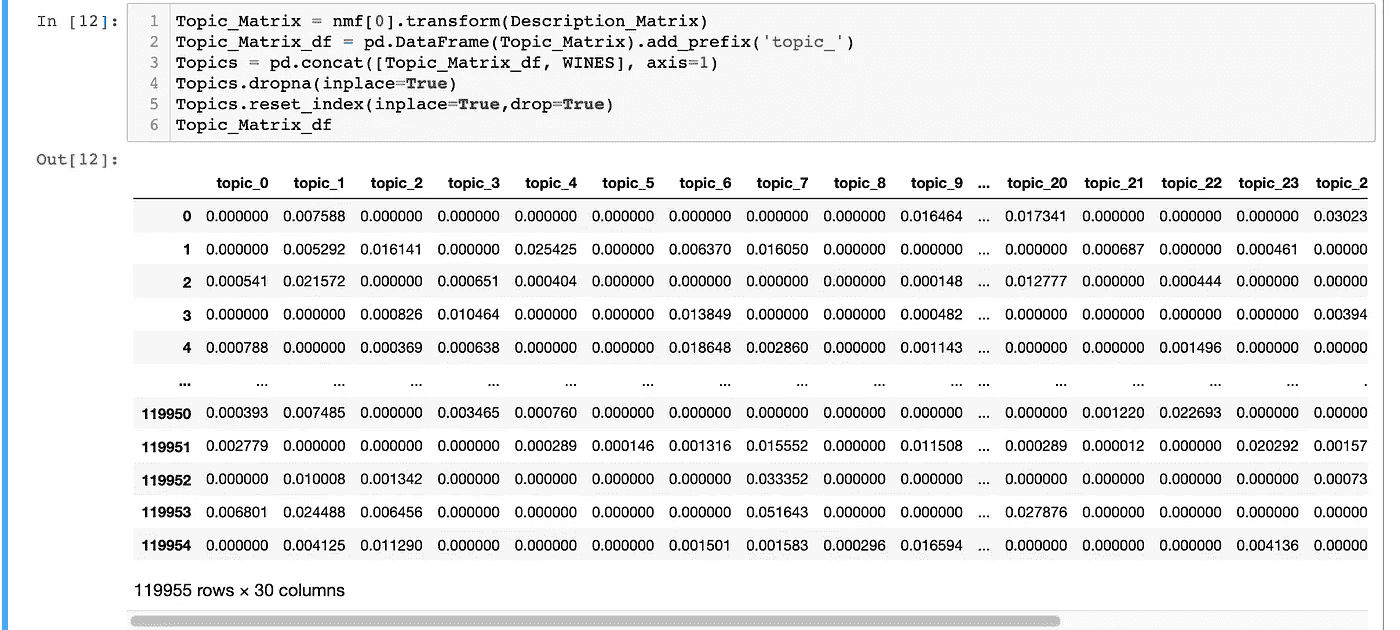 In [12]:
1 Topic_Matrix = nmf[0].transform(Description_Matrix)
2 Topic_Matrix_df = pd.DataFrame(Topic_Matrix).add_prefix('topic_')
3 Topics = pd.concat([Topic_Matrix_df, WINES], axis=1)
4 Topics.dropna(inplace=True)
5 Topics.reset_index(inplace=True,drop=True)
6 Topic_Matrix_df
Out[12]:
topic_0 topic_1 topic_2 topic_3 topic_4 topic_5 topic_6 topic_7 topic_8 topic_9 ... topic_20 topic_21 topic_22 topic_23 topic_2
0 0.000000 0.007588 0.000000 0.000000 0.000000 0.000000 0.000000 0.000000 0.000000 0.016464 ... 0.017341 0.000000 0.000000 0.000000 0.03023
1 0.000000 0.005292 0.016141 0.000000 0.025425 0.000000 0.006370 0.016050 0.000000 0.000000 ... 0.000000 0.000687 0.000000 0.000461 0.00000
2 0.000541 0.021572 0.000000 0.000651 0.000404 0.000000 0.000000 0.000000 0.000000 0.000148 ... 0.012777 0.000000 0.000444 0.000000 0.00000
3 0.000000 0.000000 0.000826 0.010464 0.000000 0.000000 0.013849 0.000000 0.000000 0.000482 ... 0.000000 0.000000 0.000000 0.000000 0.00394
4 0.000788 0.000000 0.000369 0.000638 0.000000 0.000000 0.018648 0.002860 0.000000 0.001143 ... 0.000000 0.000000 0.001496 0.000000 0.00000
... ... ... ... ... ... ... ... ... ... ... ... ... ... ... ... .
119950 0.000393 0.007485 0.000000 0.003465 0.000760 0.000000 0.000000 0.000000 0.000000 0.000000 ... 0.000000 0.001220 0.022693 0.000000 0.00000
119951 0.002779 0.000000 0.000000 0.000000 0.000289 0.000146 0.001316 0.015552 0.000000 0.011508 ... 0.000289 0.000012 0.000000 0.020292 0.00157
119952 0.000000 0.010008 0.001342 0.000000 0.000000 0.000000 0.000000 0.033352 0.000000 0.000000 ... 0.000000 0.000000 0.000000 0.000000 0.00073
119953 0.006801 0.024488 0.006456 0.000000 0.000000 0.000000 0.000000 0.051643 0.000000 0.000000 ... 0.027876 0.000000 0.000000 0.000000 0.00000
119954 0.000000 0.004125 0.011290 0.000000 0.000000 0.000000 0.001501 0.001583 0.000296 0.016594 ... 0.000000 0.000000 0.000000 0.004136 0.00000
119955 rows × 30 columns